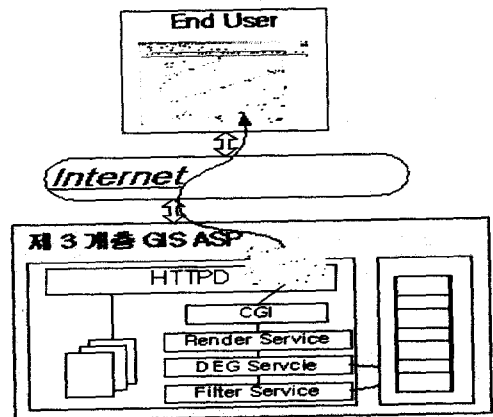 End User
Internet
제 3 계층 GIS ASP
HTTPD
CGI
Render Service
DEG Servcie
Filter Service